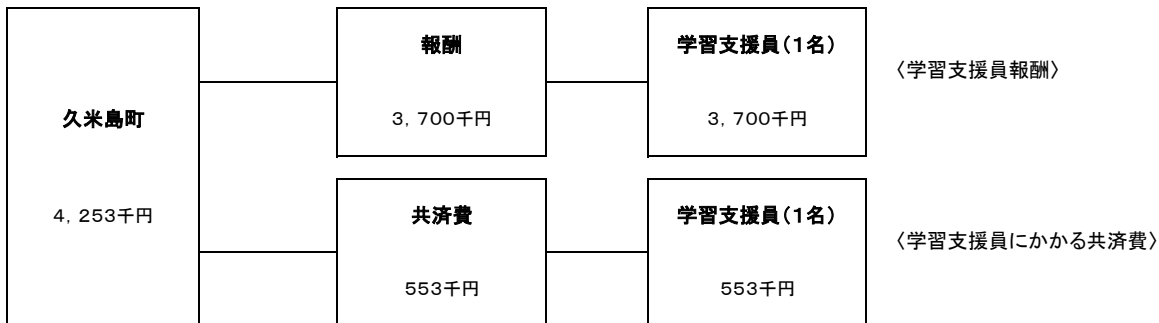 久米島町
4, 253千円
報酬
3, 700千円
学習支援員(1名)
3, 700千円
〈学習支援員報酬〉
共済費
553千円
学習支援員(1名)
553千円
〈学習支援員にかかる共済費〉